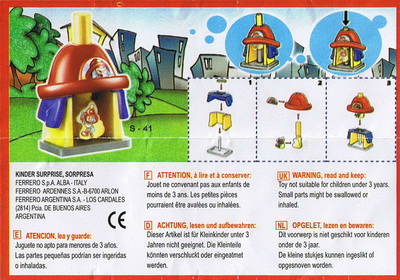 S - 41
1
2
3
KINDER SURPRISE, SORPRESA
FERRERO S.p.A. ALBA - ITALY
FERRERO ARDENNES S.A.-B-6700 ARLON
FERRERO ARGENTINA S.A. - LOS CARDALES
(2814) Pcia. DE BUENOS AIRES
ARGENTINA
CE
E ATENCION, lea y guarde:
Juguete no apto para menores de 3 años.
Las partes pequeñas podrían ser ingeridas
o inhaladas.
F ATTENTION, à lire et à conserver:
Jouet ne convenant pas aux enfants de
moins de 3 ans. Les petites pièces
pourraient être avalées ou inhalées.
D ACHTUNG, lesen und aufbewahren:
Dieser Artikel ist für Kleinkinder unter 3
Jahren nicht geeignet. Die Kleinteile
könnten verschluckt oder eingeatmet
werden.
UK WARNING, read and keep:
Toy not suitable for children under 3 years.
Small parts might be swallowed or
inhaled.
NL OPGELET, lezen en bewaren:
Dit voorwerp is niet geschikt voor kinderen
onder de 3 jaar.
De kleine stukjes kunnen ingeslikt of
opgesnoven worden.